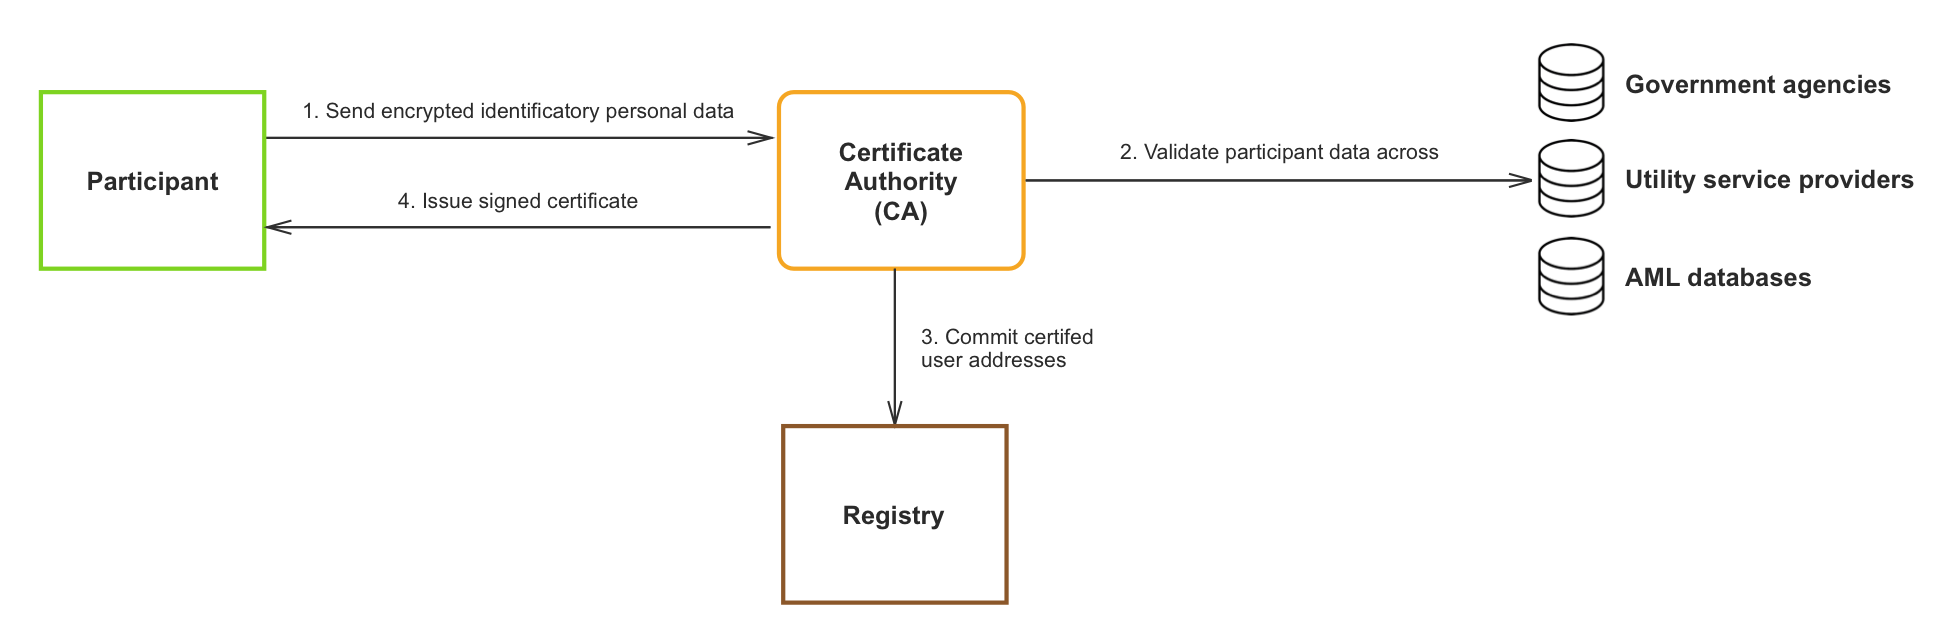 Government agencies
1. Send encrypted identificatory personal data
Participant
Certificate
Authority
(CA)
2. Validate participant data across
Utility service providers
4. Issue signed certificate
AML databases
3. Commit certifed
user addresses
Registry